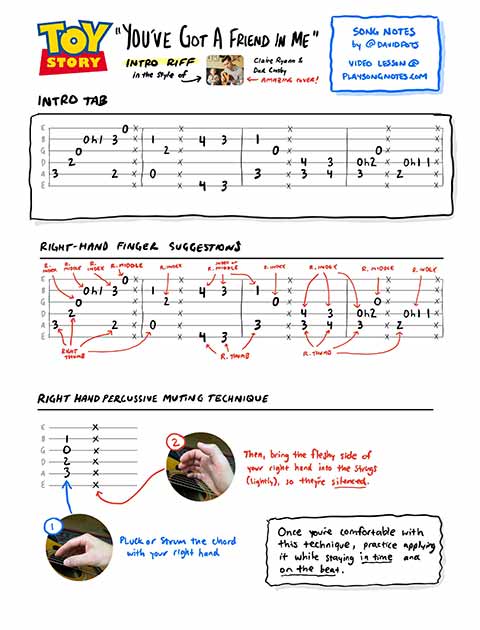 TOY STORY
"YOU'VE GOT A FRIEND IN ME"
INTRO RIFF
in the style of
Claire Ryann &
Dad Crosby
← AMAZING COVER!
SONG NOTES
by @DAVIDPOTS
VIDEO LESSON @
PLAYSONGNOTES.COM
INTRO TAB
E 0 x x x x x
B 0h1 3 x 1 x 4 3 1 x x x
G 0 x 2 x 0 x 0 x x
D 2 x x x 4 3 0h2 x 0h1 1 x
A 3 2 x 0 x 3 x 3 4 3 x 2 x
E x x 4 3 x x x
RIGHT-HAND FINGER SUGGESTIONS
R. INDEX R. MIDDLE R. INDEX R. MIDDLE R. INDEX INDEX OR R. MIDDLE R. INDEX R. INDEX R. MIDDLE R. INDEX
E 0 x x x x x
B 0h1 3 x 1 x 4 3 1 x x x
G 0 x 2 x 0 x 0 x x
D 2 x x x 4 3 0h2 x 0h1 1 x
A 3 2 x 0 x 3 x 3 4 3 x 2 x
E x x 4 3 x x x
RIGHT THUMB R. THUMB R. THUMB
RIGHT HAND PERCUSSIVE MUTING TECHNIQUE
E x
B 1 x
G 0 x
D 2 x
A 3 x
E
2
Then, bring the fleshy side of
your right hand into the strings
(lightly), so they're silenced.
1
PLUCK OR STRUM THE CHORD
with YOUR RIGHT HAND
Once you're comfortable with
this technique, practice applying
it while staying in time and
on the beat.